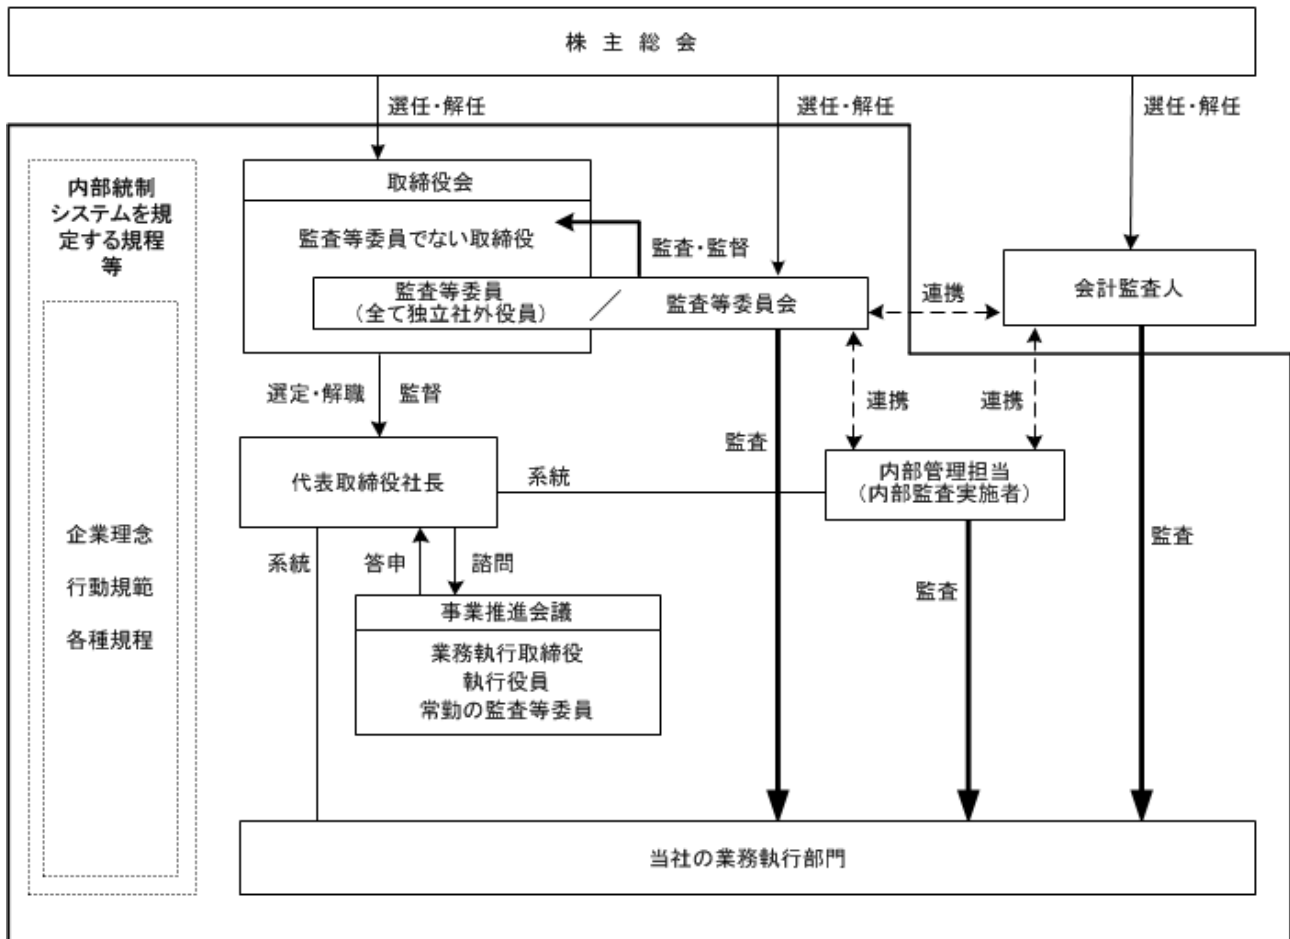 株主総会
選任・解任
選任・解任
選任・解任
内部統制
システムを規
定する規程
等
取締役会
監査等委員でない取締役
監査・監督
監査等委員
（全て独立社外役員）
／
監査等委員会
連携
会計監査人
選定・解職
監督
連携
連携
監査
代表取締役社長
系統
内部管理担当
（内部監査実施者）
企業理念
行動規範
各種規程
系統
答申
諮問
監査
監査
事業推進会議
業務執行取締役
執行役員
常勤の監査等委員
当社の業務執行部門